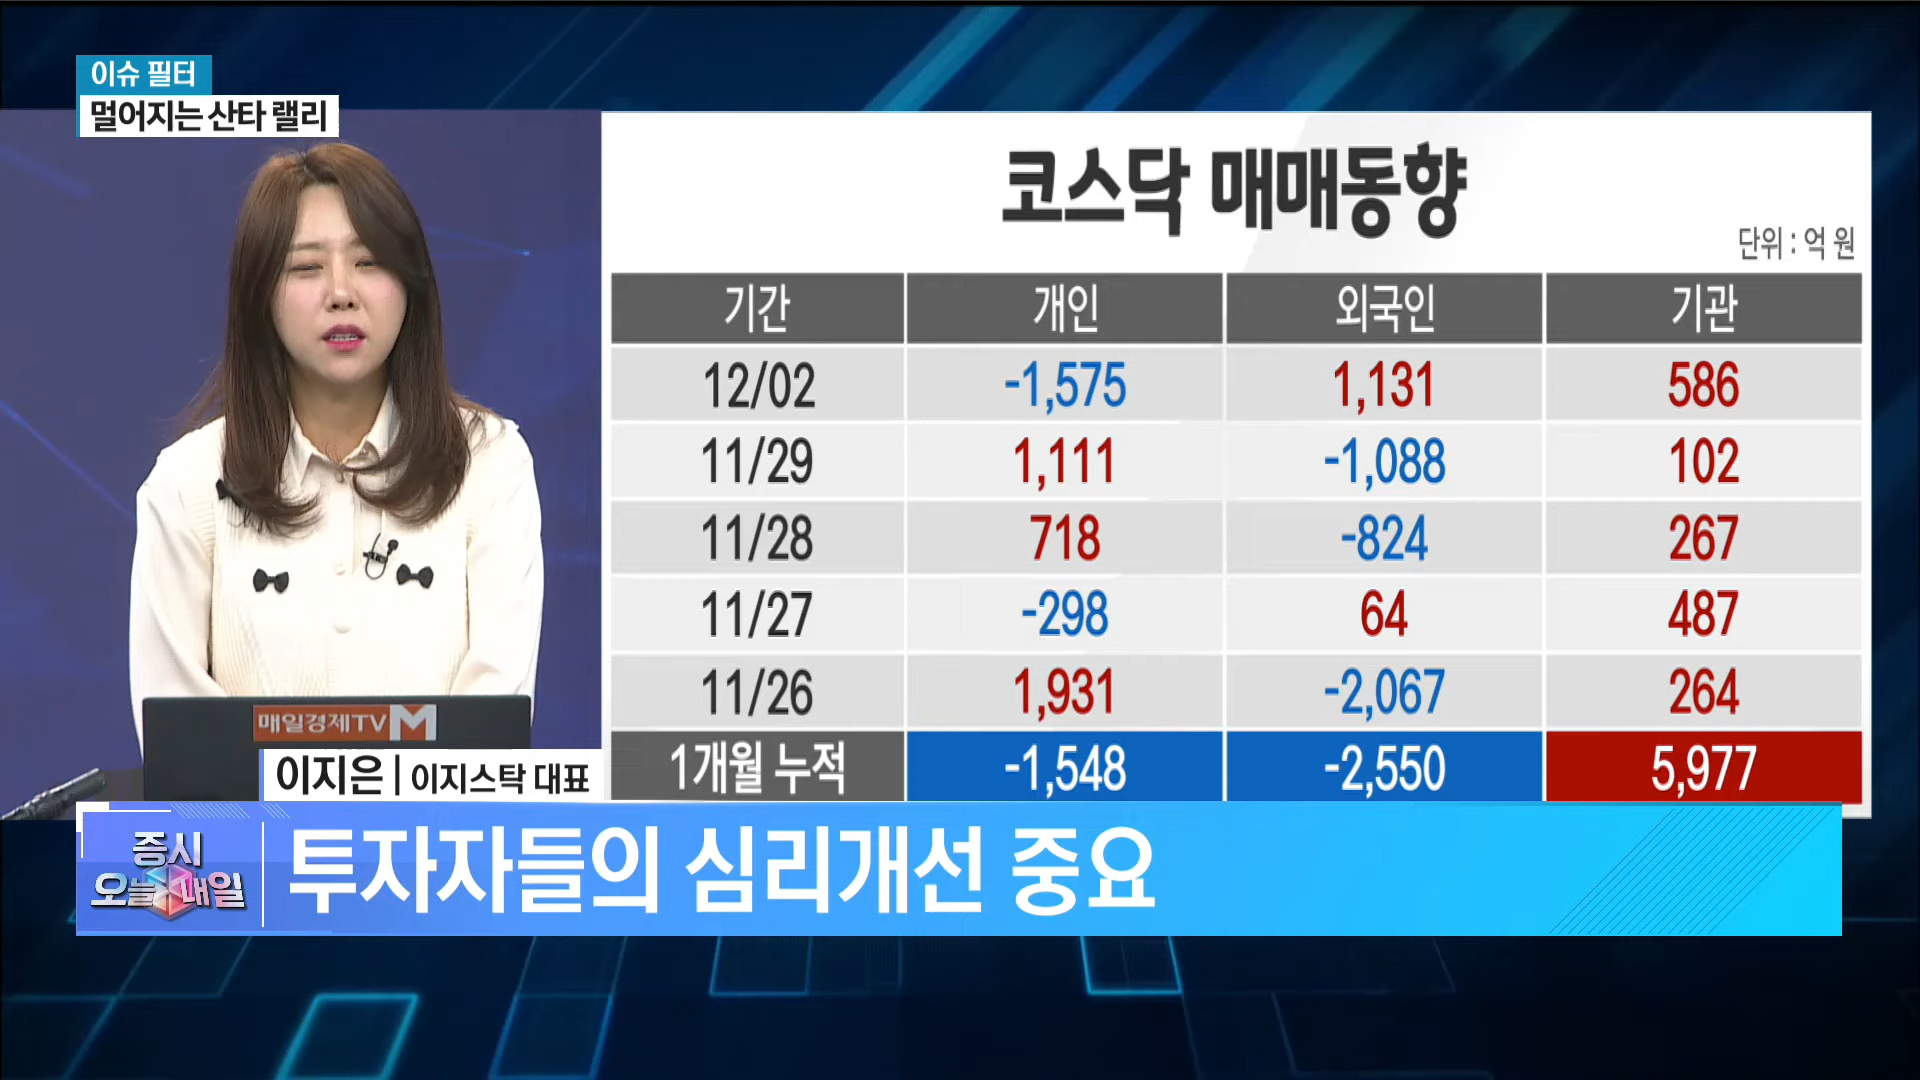 이슈 필터
멀어지는 산타 랠리
코스닥 매매동향
단위 : 억 원
기간 개인 외국인 기관
12/02 -1,575 1,131 586
11/29 1,111 -1,088 102
11/28 718 -824 267
11/27 -298 64 487
11/26 1,931 -2,067 264
1개월 누적 -1,548 -2,550 5,977
매일경제TV M
이지은 | 이지스탁 대표
증시
오늘 매일
투자자들의 심리개선 중요